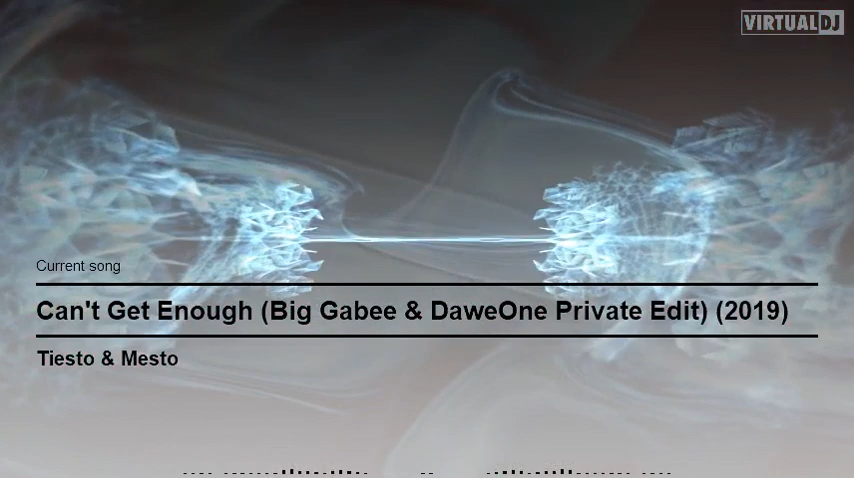 VIRTUALDJ
Current song
Can't Get Enough (Big Gabee & DaweOne Private Edit) (2019)
Tiesto & Mesto